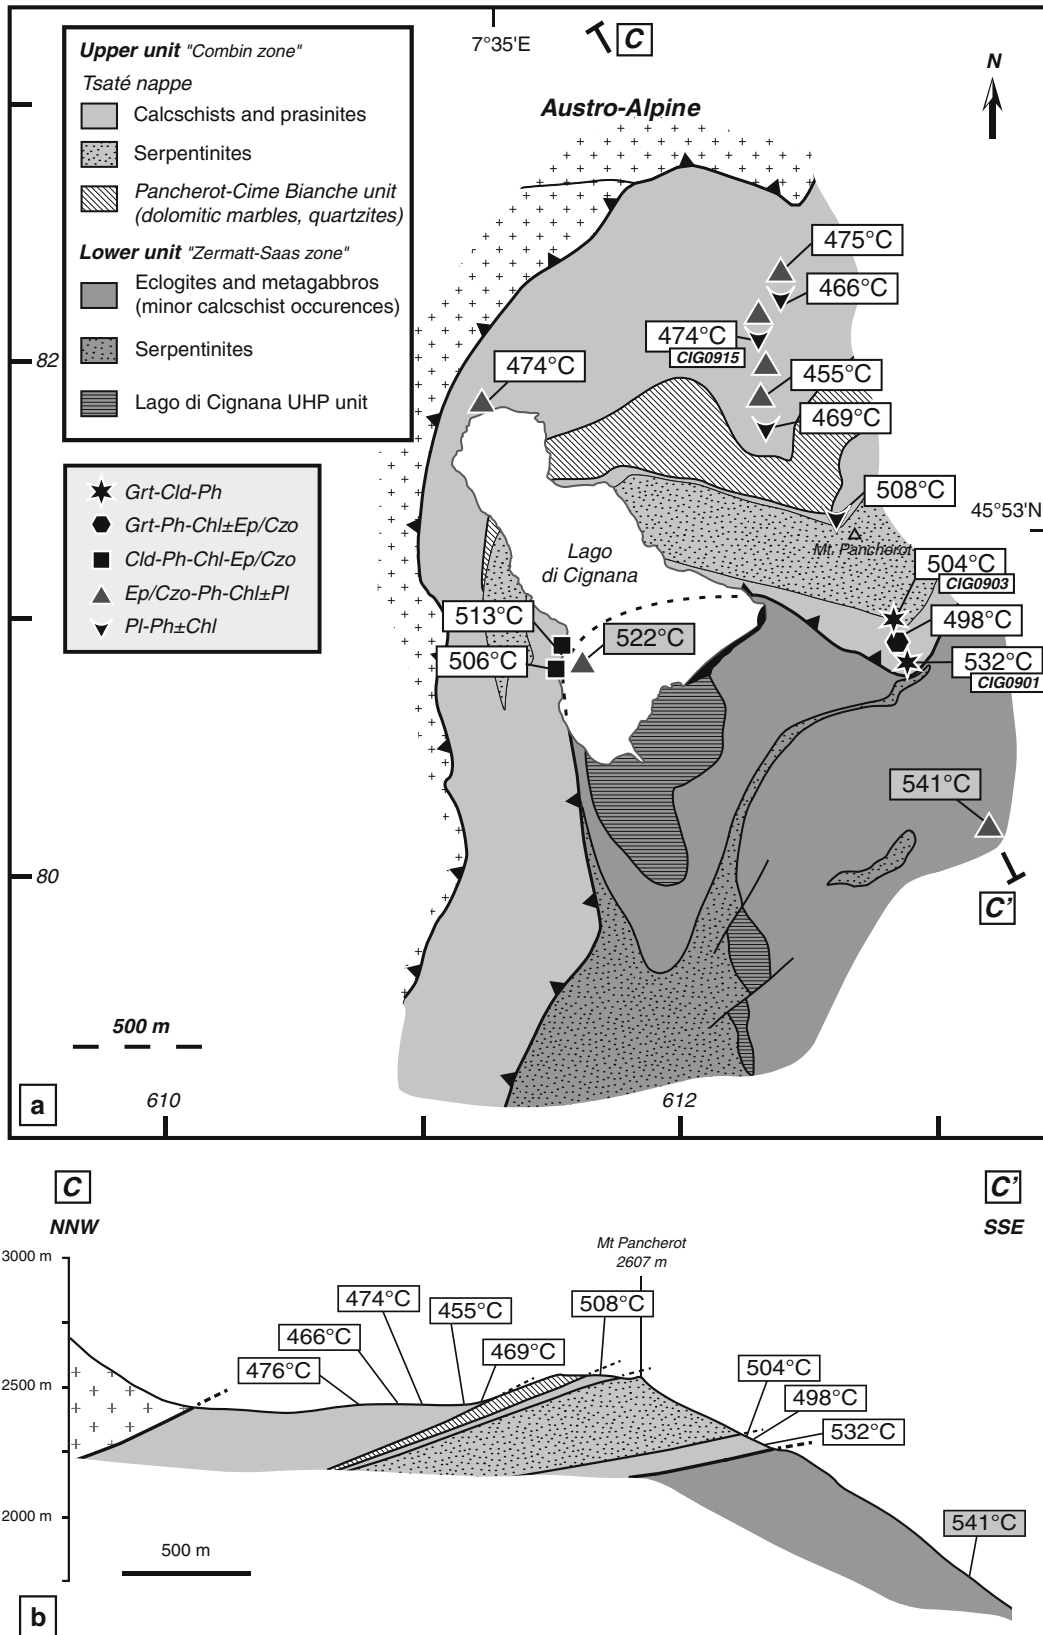 C
7°35'E
N
Upper unit "Combin zone"
Tsaté nappe
Calcschists and prasinites
Serpentinites
Pancherot-Cime Bianche unit
(dolomitic marbles, quartzites)
Lower unit "Zermatt-Saas zone"
Eclogites and metagabbros
(minor calcschist occurences)
Serpentinites
Lago di Cignana UHP unit
Grt-Cld-Ph
Grt-Ph-Chl±Ep/Czo
Cld-Ph-Chl-Ep/Czo
Ep/Czo-Ph-Chl±Pl
Pl-Ph±Chl
Austro-Alpine
475°C
466°C
474°C
CIG0915
82
474°C
455°C
469°C
508°C
45°53'N
Mt. Pancherot
Lago
di Cignana
504°C
CIG0903
513°C
498°C
522°C
506°C
532°C
CIG0901
541°C
80
C'
500 m
610
612
a
C
C'
NNW
SSE
Mt Pancherot
2607 m
3000 m
474°C
508°C
455°C
466°C
469°C
476°C
504°C
2500 m
498°C
532°C
2000 m
541°C
500 m
b